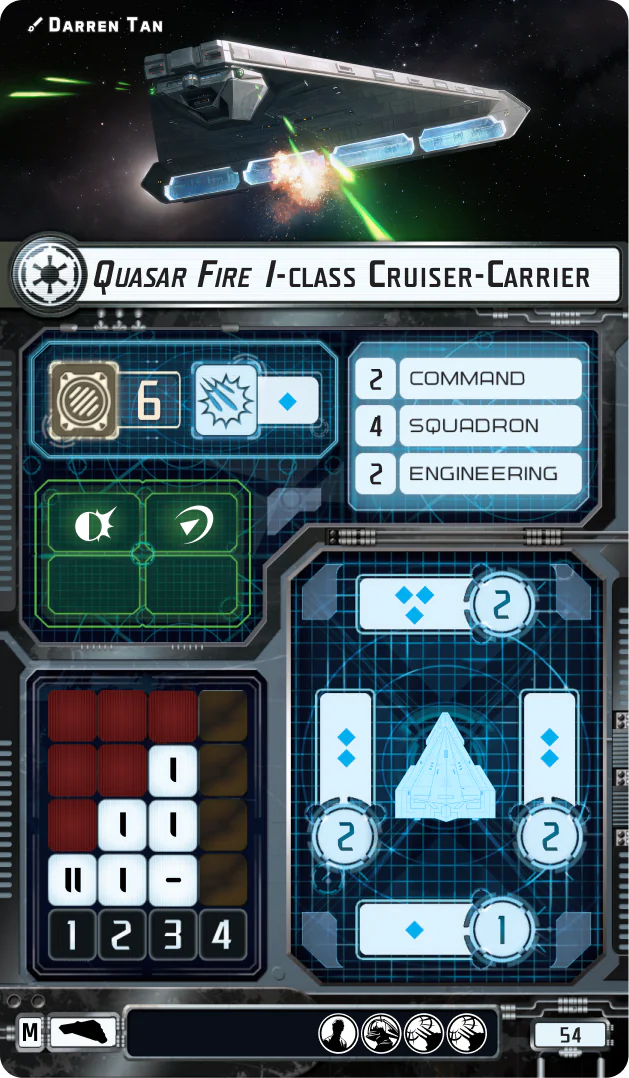 Darren Tan
Quasar Fire I-class Cruiser-Carrier
6
2 COMMAND
4 SQUADRON
2 ENGINEERING
2
I
I I
2 2
II I -
1 2 3 4
1
M
54